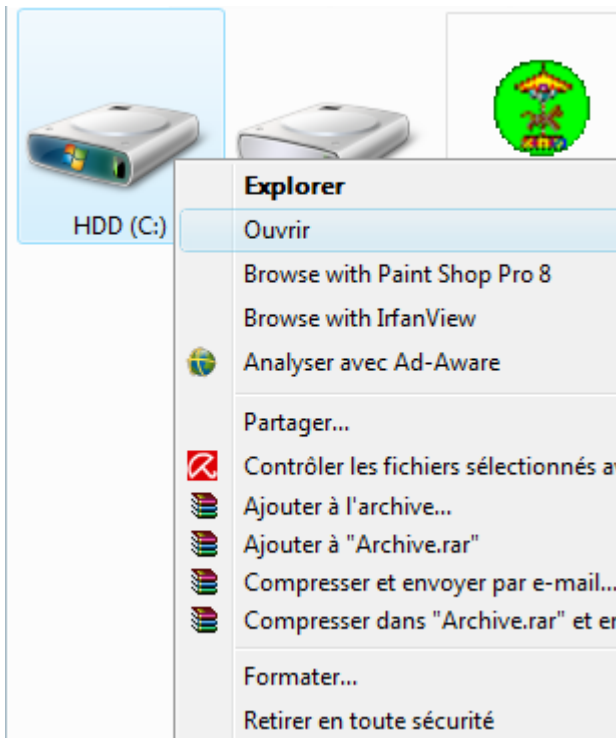 HDD (C:)
Explorer
Ouvrir
Browse with Paint Shop Pro 8
Browse with IrfanView
Analyser avec Ad-Aware
Partager...
Contrôler les fichiers sélectionnés
Ajouter à l'archive...
Ajouter à "Archive.rar"
Compresser et envoyer par e-mail...
Compresser dans "Archive.rar" et
Formater...
Retirer en toute sécurité